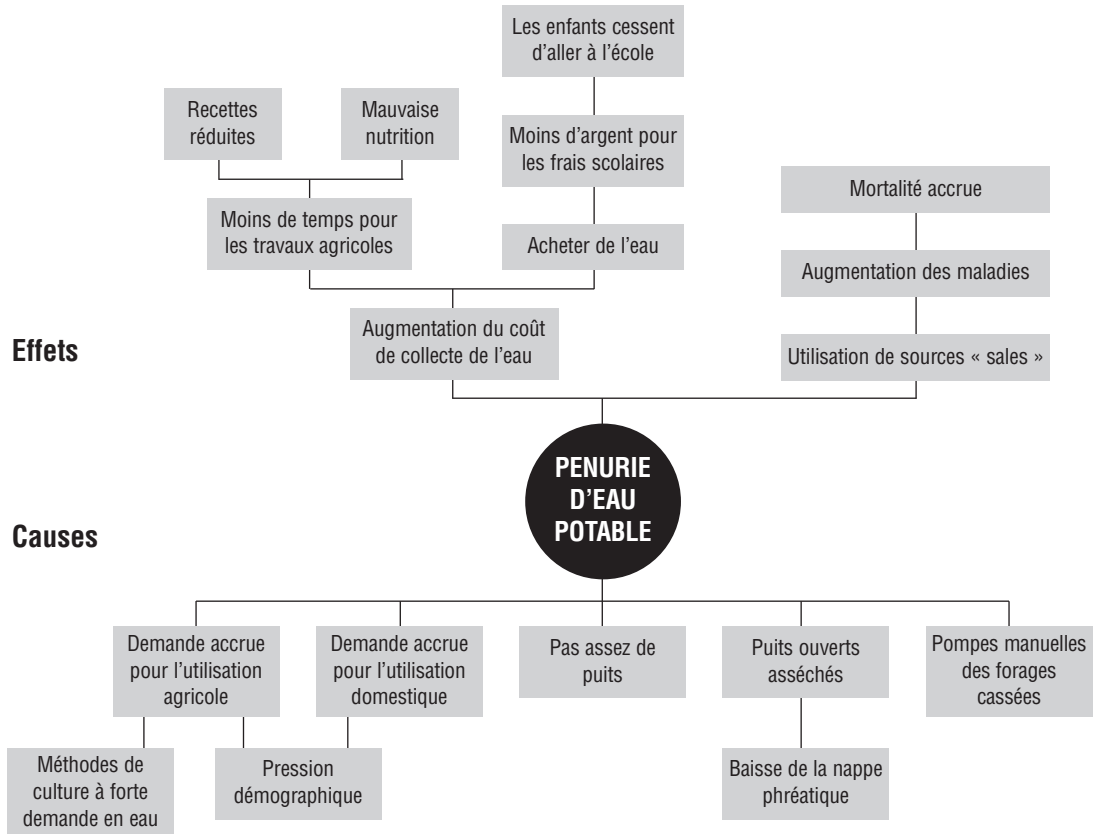 Les enfants cessent
d'aller à l'école
Recettes
réduites
Mauvaise
nutrition
Moins d'argent pour
les frais scolaires
Mortalité accrue
Moins de temps pour
les travaux agricoles
Acheter de l'eau
Augmentation des maladies
Effets
Augmentation du coût
de collecte de l'eau
Utilisation de sources « sales »
PENURIE
D'EAU
POTABLE
Causes
Demande accrue
pour l'utilisation
agricole
Demande accrue
pour l'utilisation
domestique
Pas assez de
puits
Puits ouverts
asséchés
Pompes manuelles
des forages
cassées
Méthodes de
culture à forte
demande en eau
Pression
démographique
Baisse de la nappe
phréatique